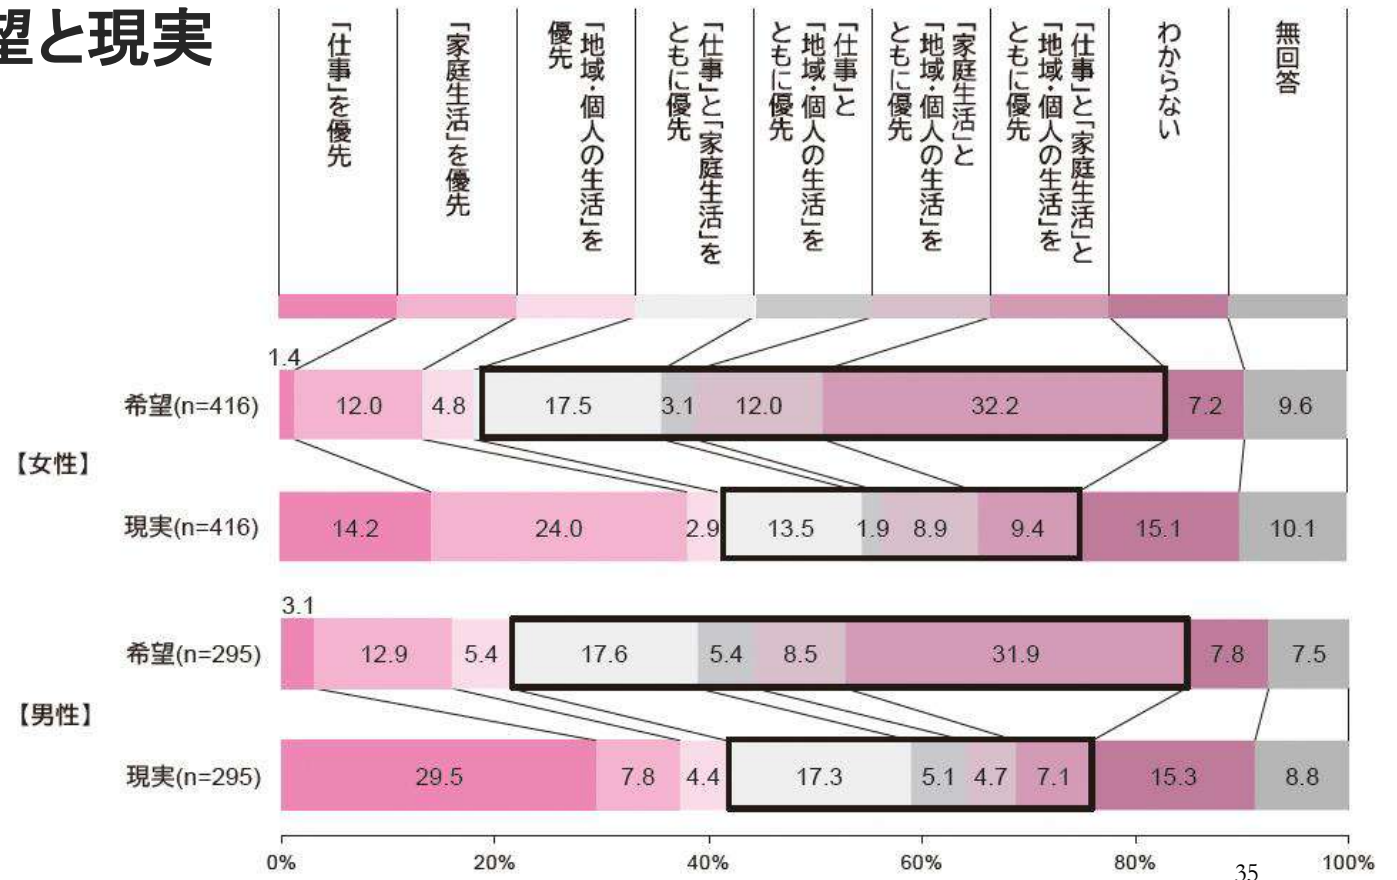 望と現実
「仕事」を優先
「家庭生活」を優先
「地域・個人の生活」を
優先
「仕事」と「家庭生活」を
ともに優先
「仕事」と
「地域・個人の生活」を
ともに優先
「家庭生活」と
「地域・個人の生活」を
ともに優先
「仕事」と「家庭生活」と
「地域・個人の生活」を
ともに優先
わからない
無回答
【女性】
1.4
希望(n=416) 12.0 4.8 17.5 3.1 12.0 32.2 7.2 9.6
現実(n=416) 14.2 24.0 2.9 13.5 1.9 8.9 9.4 15.1 10.1
【男性】
3.1
希望(n=295) 12.9 5.4 17.6 5.4 8.5 31.9 7.8 7.5
現実(n=295) 29.5 7.8 4.4 17.3 5.1 4.7 7.1 15.3 8.8
0% 20% 40% 60% 80% 100%
35